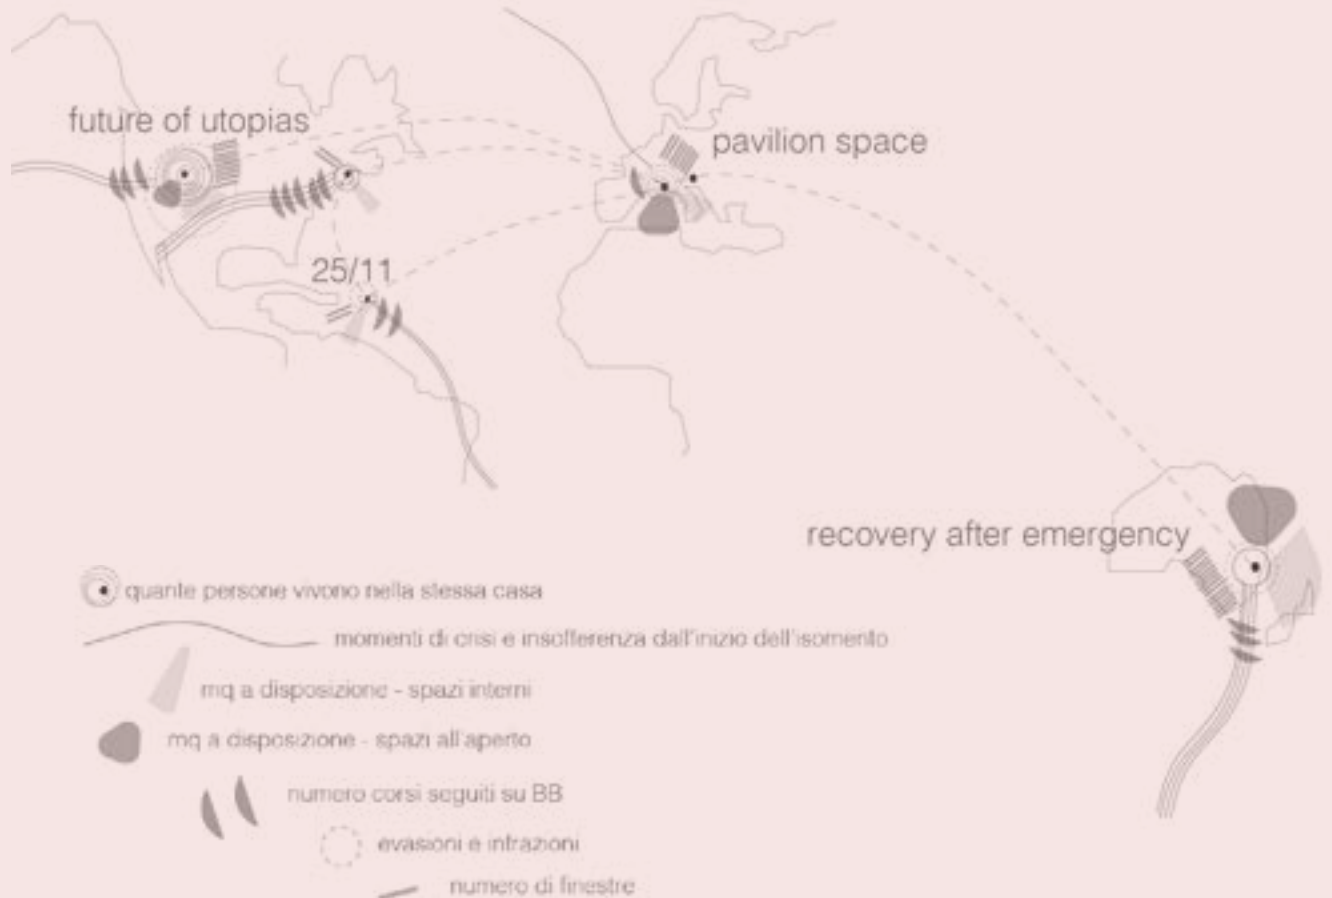 future of utopias
pavilion space
25/11
recovery after emergency
quante persone vivono nella stessa casa
momenti di crisi e insofferenza dall'inizio dell'isomento
mq a disposizione - spazi interni
mq a disposizione - spazi all'aperto
numero corsi seguiti su BB
evasioni e infrazioni
numero di finestre